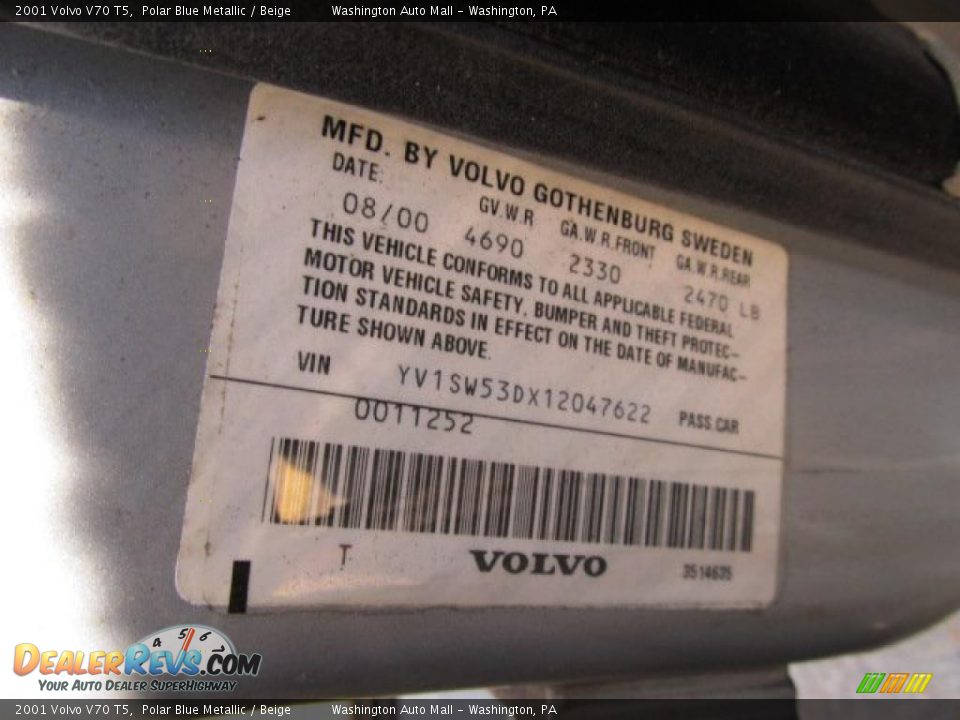 2001 Volvo V70 T5, Polar Blue Metallic / Beige Washington Auto Mall - Washington, PA
MFD. BY VOLVO GOTHENBURG SWEDEN
DATE: GV.W.R GA.W.R.FRONT GA.W.R.REAR
08/00 4690 2330 2470 LB
THIS VEHICLE CONFORMS TO ALL APPLICABLE FEDERAL
MOTOR VEHICLE SAFETY, BUMPER AND THEFT PROTEC-
TION STANDARDS IN EFFECT ON THE DATE OF MANUFAC-
TURE SHOWN ABOVE.
VIN YV1SW53DX12047622 PASS CAR
0011252
T VOLVO 3514635
4 5 6
DEALERREVS.COM
YOUR AUTO DEALER SUPERHIGHWAY
2001 Volvo V70 T5, Polar Blue Metallic / Beige Washington Auto Mall - Washington, PA